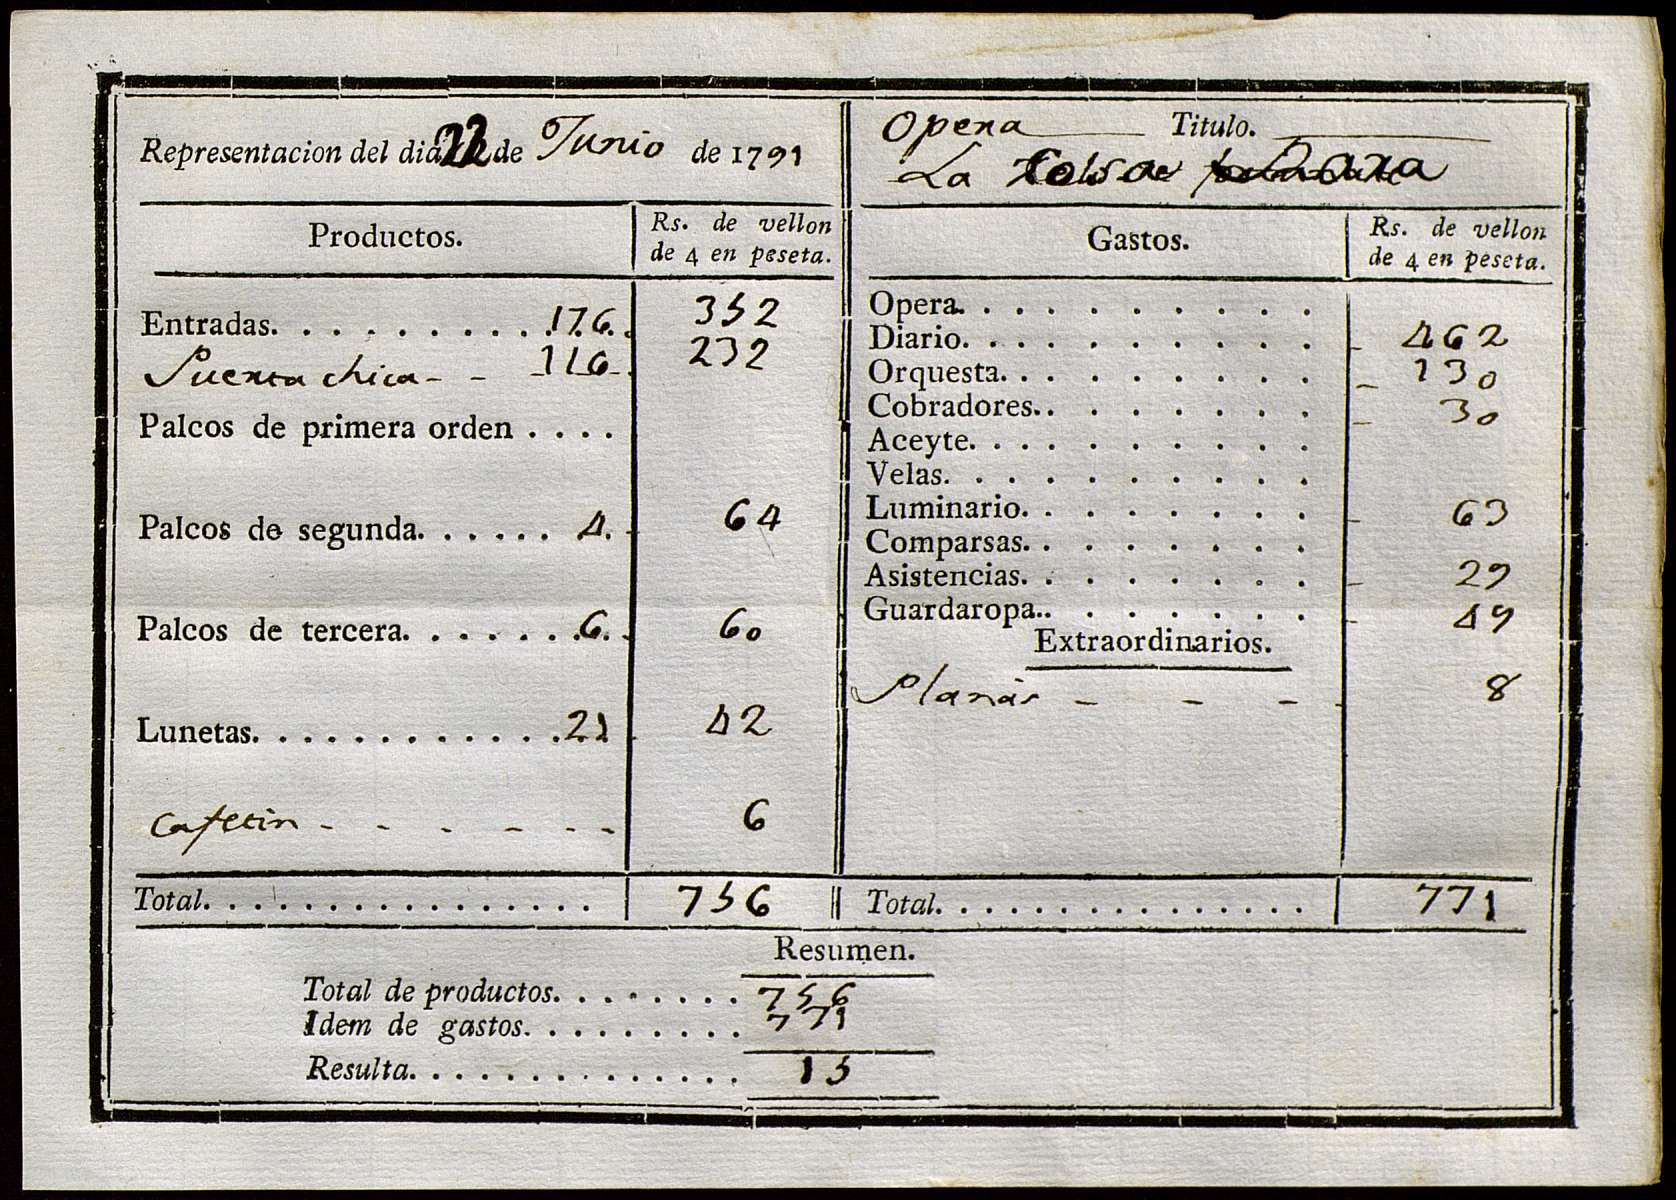 Representacion del dia 22 de Junio de 1791
Opera Titulo.
La
Productos.
Rs. de vellon
de 4 en peseta.
Entradas. . . . . . . . . . 176. 352
Puerta chica - - 116 232
Palcos de primera orden . . . .
Palcos de segunda. . . . . . 4. 64
Palcos de tercera. . . . . . . 6. 60
Lunetas. . . . . . . . . . . . 21 42
Cafetin - - - - - - 6
Total. . . . . . . . . . . . . . . . 756
Gastos.
Rs. de vellon
de 4 en peseta.
Opera. . . . . . . . . .
Diario. . . . . . . . . . 462
Orquesta. . . . . . . . . 130
Cobradores. . . . . . . . 30
Aceyte. . . . . . . . . .
Velas. . . . . . . . . .
Luminario. . . . . . . . 63
Comparsas. . . . . . . .
Asistencias. . . . . . . . 29
Guardaropa. . . . . . . . 49
Extraordinarios.
Planas - - - 8
Total. . . . . . . . . . . . . . . 771
Resumen.
Total de productos. . . . . . . . 756
Idem de gastos. . . . . . . . . 771
Resulta. . . . . . . . . . . . . . 15